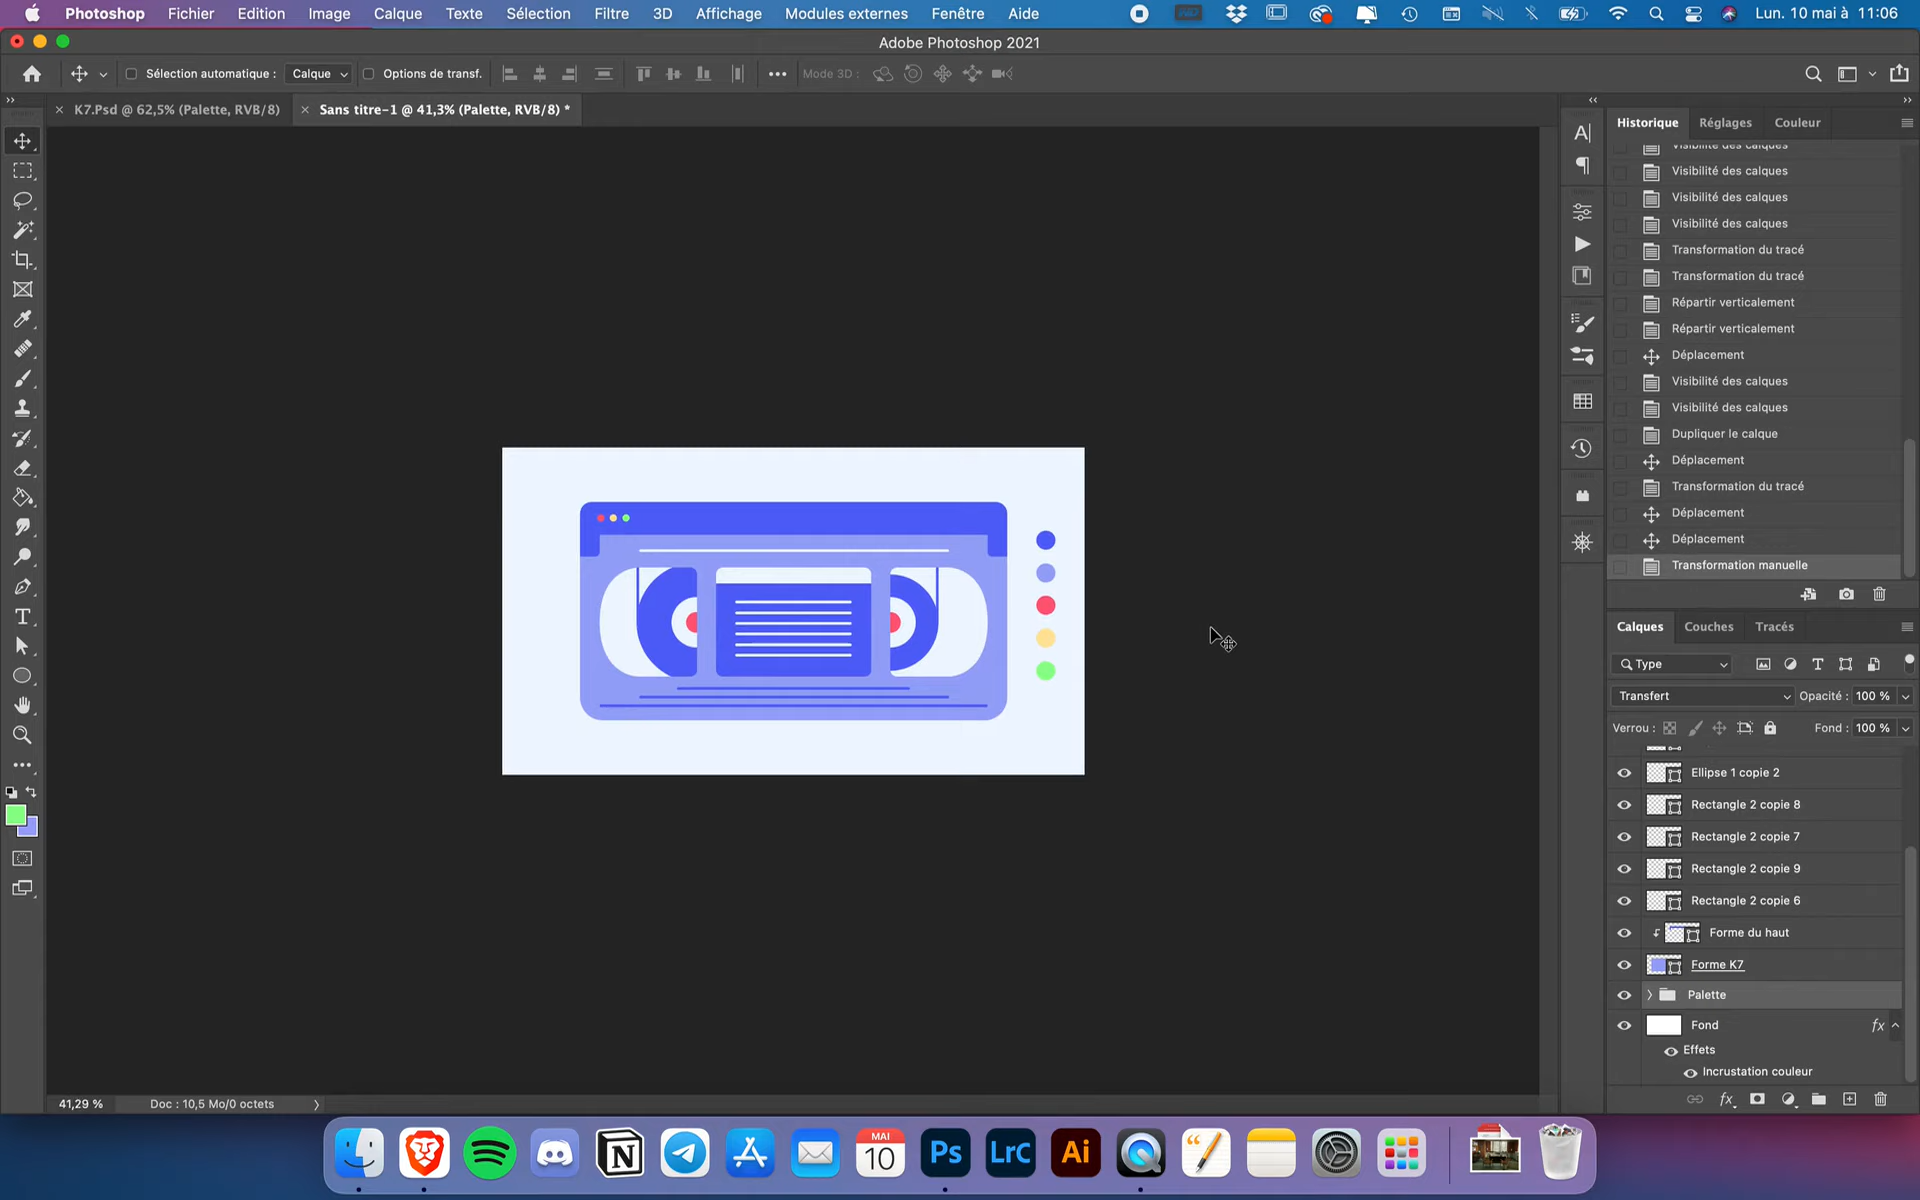 Photoshop Fichier Edition Image Calque Texte Sélection Filtre 3D Affichage Modules externes Fenêtre Aide Lun. 10 mai à 11:06
Adobe Photoshop 2021
Sélection automatique : Calque Options de transf. Mode 3D :
K7.Psd @ 62,5% (Palette, RVB/8) Sans titre-1 @ 41,3% (Palette, RVB/8) *
Historique Réglages Couleur
Visibilité des calques
Visibilité des calques
Visibilité des calques
Visibilité des calques
Transformation du tracé
Transformation du tracé
Répartir verticalement
Répartir verticalement
Déplacement
Visibilité des calques
Visibilité des calques
Dupliquer le calque
Déplacement
Transformation du tracé
Déplacement
Déplacement
Transformation manuelle
Calques Couches Tracés
Type
Transfert Opacité : 100 %
Verrou : Fond : 100 %
Ellipse 1 copie 2
Rectangle 2 copie 8
Rectangle 2 copie 7
Rectangle 2 copie 9
Rectangle 2 copie 6
Forme du haut
Forme K7
Palette
Fond fx
Effets
Incrustation couleur
fx
41,29 % Doc : 10,5 Mo/0 octets
MAI
10
Ps LrC Ai